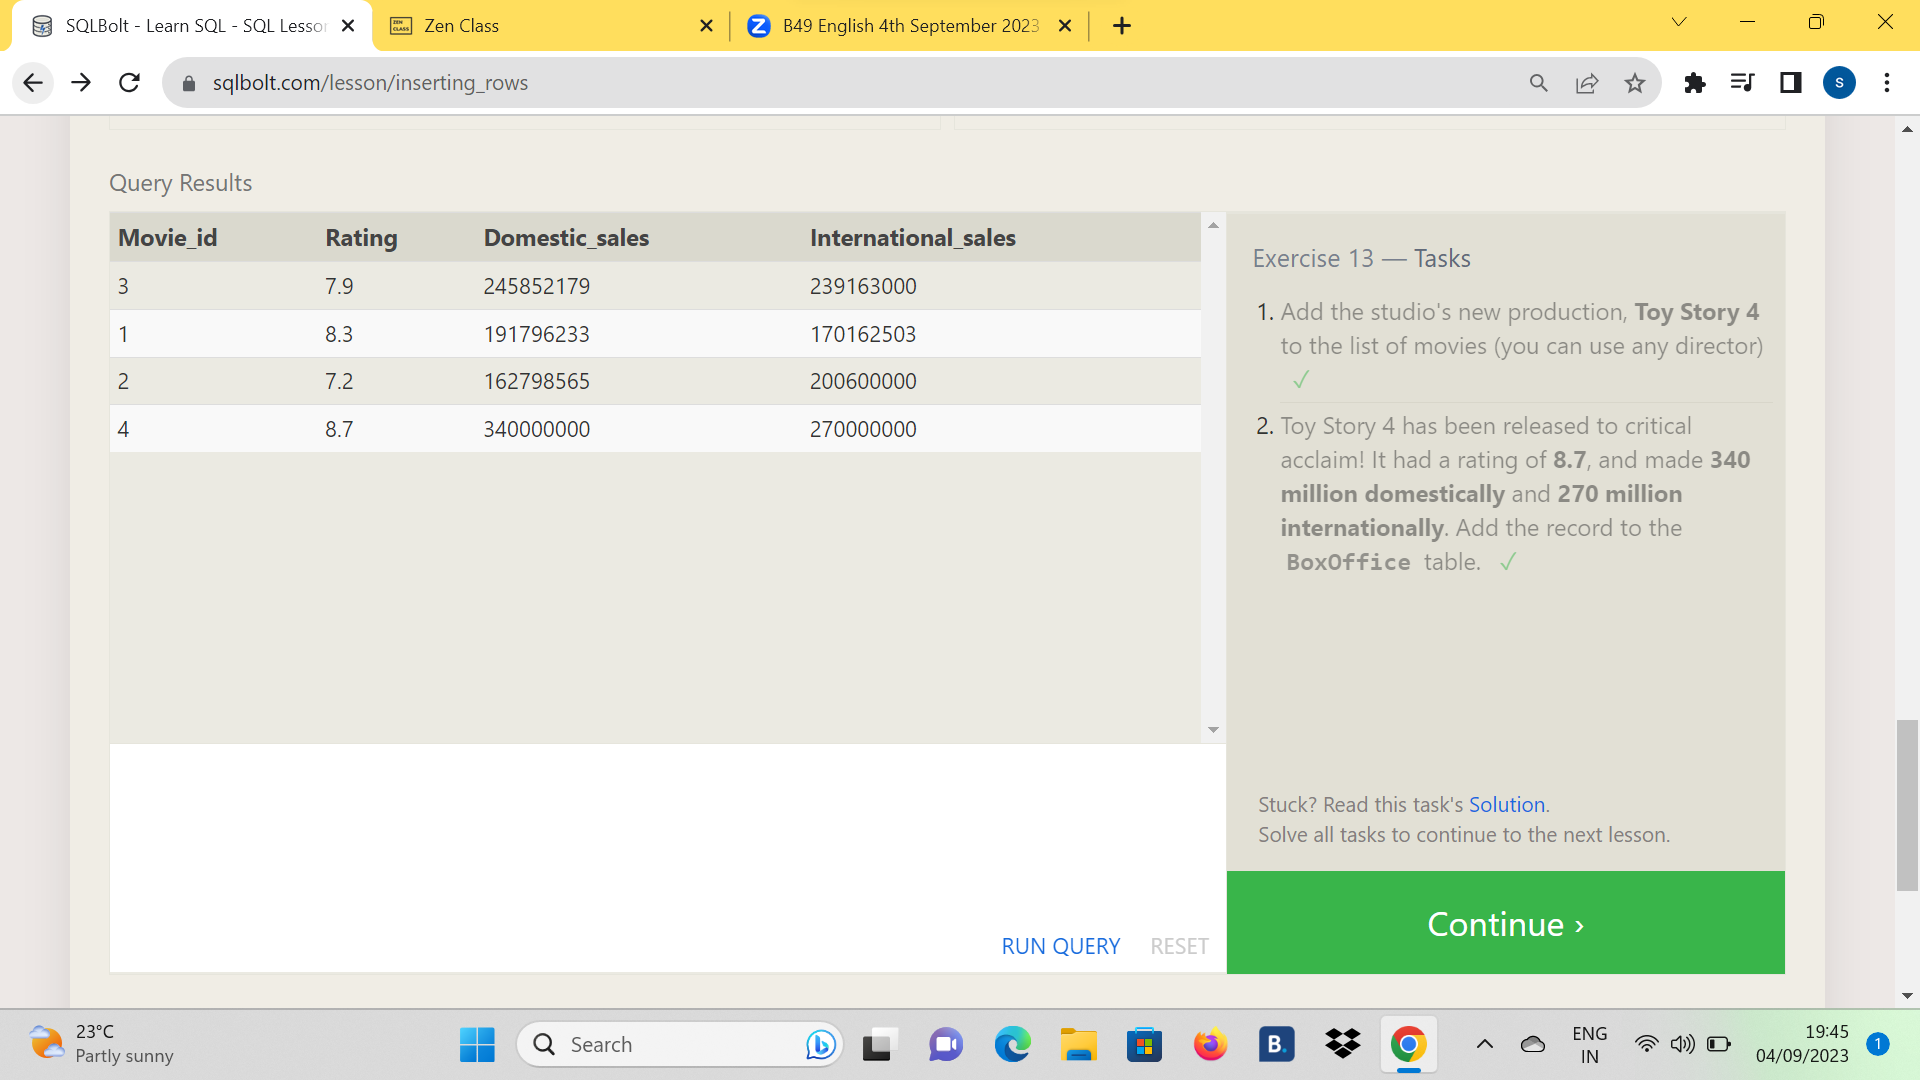 SQLBolt - Learn SQL - SQL Lesson
Zen Class
B49 English 4th September 2023
sqlbolt.com/lesson/inserting_rows
S
Query Results
Movie_id Rating Domestic_sales International_sales
3 7.9 245852179 239163000
1 8.3 191796233 170162503
2 7.2 162798565 200600000
4 8.7 340000000 270000000
Exercise 13 — Tasks
1. Add the studio's new production, Toy Story 4
to the list of movies (you can use any director)
✓
2. Toy Story 4 has been released to critical
acclaim! It had a rating of 8.7, and made 340
million domestically and 270 million
internationally. Add the record to the
BoxOffice table. ✓
Stuck? Read this task's Solution.
Solve all tasks to continue to the next lesson.
RUN QUERY RESET
Continue ›
23°C
Partly sunny
Search
B.
ENG
IN
19:45
04/09/2023
1